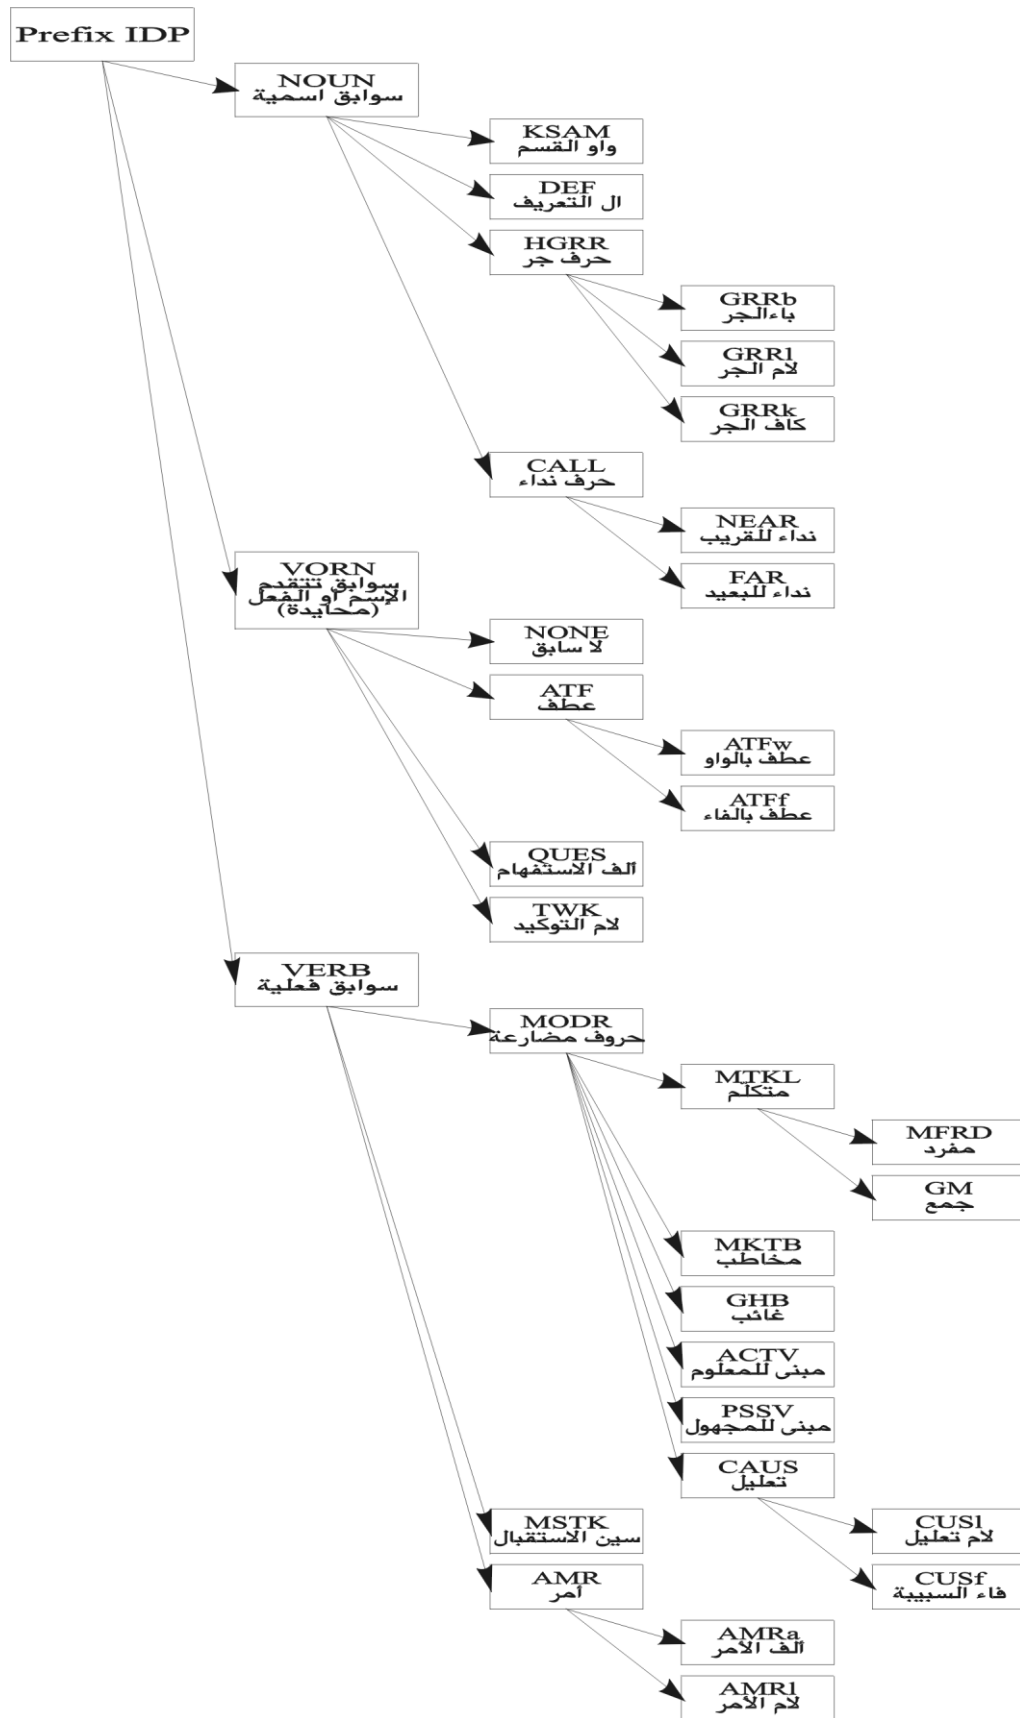 Prefix IDP
NOUN
سوابق اسمية
KSAM
واو القسم
DEF
ال التعريف
HGRR
حرف جر
GRRb
باءالجر
GRRl
لام الجر
GRRk
كاف الجر
CALL
حرف نداء
NEAR
نداء للقريب
FAR
نداء للبعيد
VORN
سوابق تتقدم
الإسم او الفعل
(محايدة)
NONE
لا سابق
ATF
عطف
ATFw
عطف بالواو
ATFf
عطف بالفاء
QUES
ألف الاستفهام
TWK
لام التوكيد
VERB
سوابق فعلية
MODR
حروف مضارعة
MTKL
متكلّم
MFRD
مفرد
GM
جمع
MKTB
مخاطب
GHB
غائب
ACTV
مبنى للمعلوم
PSSV
مبنى للمجهول
CAUS
تعليل
CUSl
لام تعليل
CUSf
فاء السببية
MSTK
سين الاستقبال
AMR
أمر
AMRa
ألف الأمر
AMRl
لام الأمر